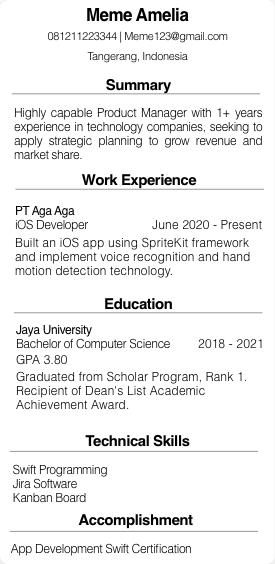 Meme Amelia
081211223344 | Meme123@gmail.com
Tangerang, Indonesia
Summary
Highly capable Product Manager with 1+ years
experience in technology companies, seeking to
apply strategic planning to grow revenue and
market share.
Work Experience
PT Aga Aga
iOS Developer June 2020 - Present
Built an iOS app using SpriteKit framework
and implement voice recognition and hand
motion detection technology.
Education
Jaya University
Bachelor of Computer Science 2018 - 2021
GPA 3.80
Graduated from Scholar Program, Rank 1.
Recipient of Dean's List Academic
Achievement Award.
Technical Skills
Swift Programming
Jira Software
Kanban Board
Accomplishment
App Development Swift Certification